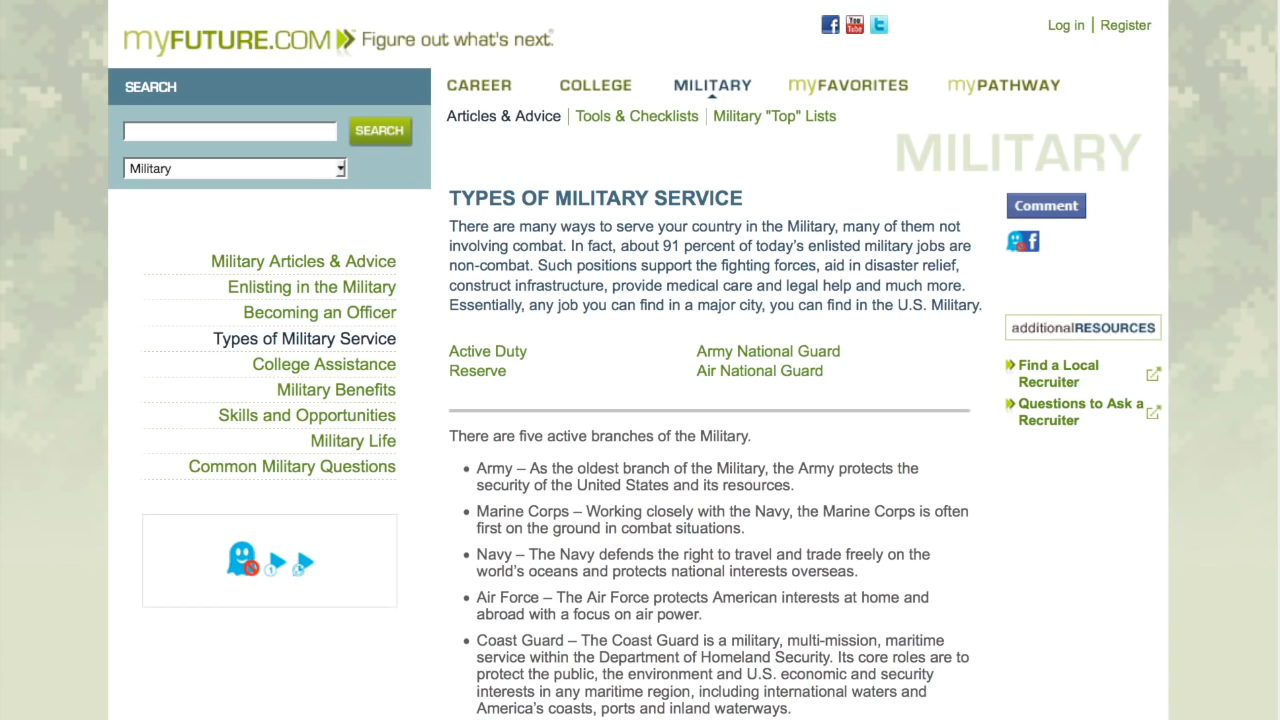 myFUTURE.COM Figure out what's next.
Log in | Register
SEARCH
SEARCH
Military
CAREER COLLEGE MILITARY myFAVORITES myPATHWAY
Articles & Advice | Tools & Checklists | Military "Top" Lists
MILITARY
Military Articles & Advice
Enlisting in the Military
Becoming an Officer
Types of Military Service
College Assistance
Military Benefits
Skills and Opportunities
Military Life
Common Military Questions
TYPES OF MILITARY SERVICE
There are many ways to serve your country in the Military, many of them not
involving combat. In fact, about 91 percent of today's enlisted military jobs are
non-combat. Such positions support the fighting forces, aid in disaster relief,
construct infrastructure, provide medical care and legal help and much more.
Essentially, any job you can find in a major city, you can find in the U.S. Military.
Active Duty
Reserve
Army National Guard
Air National Guard
There are five active branches of the Military.
• Army – As the oldest branch of the Military, the Army protects the
security of the United States and its resources.
• Marine Corps – Working closely with the Navy, the Marine Corps is often
first on the ground in combat situations.
• Navy – The Navy defends the right to travel and trade freely on the
world's oceans and protects national interests overseas.
• Air Force – The Air Force protects American interests at home and
abroad with a focus on air power.
• Coast Guard – The Coast Guard is a military, multi-mission, maritime
service within the Department of Homeland Security. Its core roles are to
protect the public, the environment and U.S. economic and security
interests in any maritime region, including international waters and
America's coasts, ports and inland waterways.
Comment
additionalRESOURCES
Find a Local
Recruiter
Questions to Ask a
Recruiter